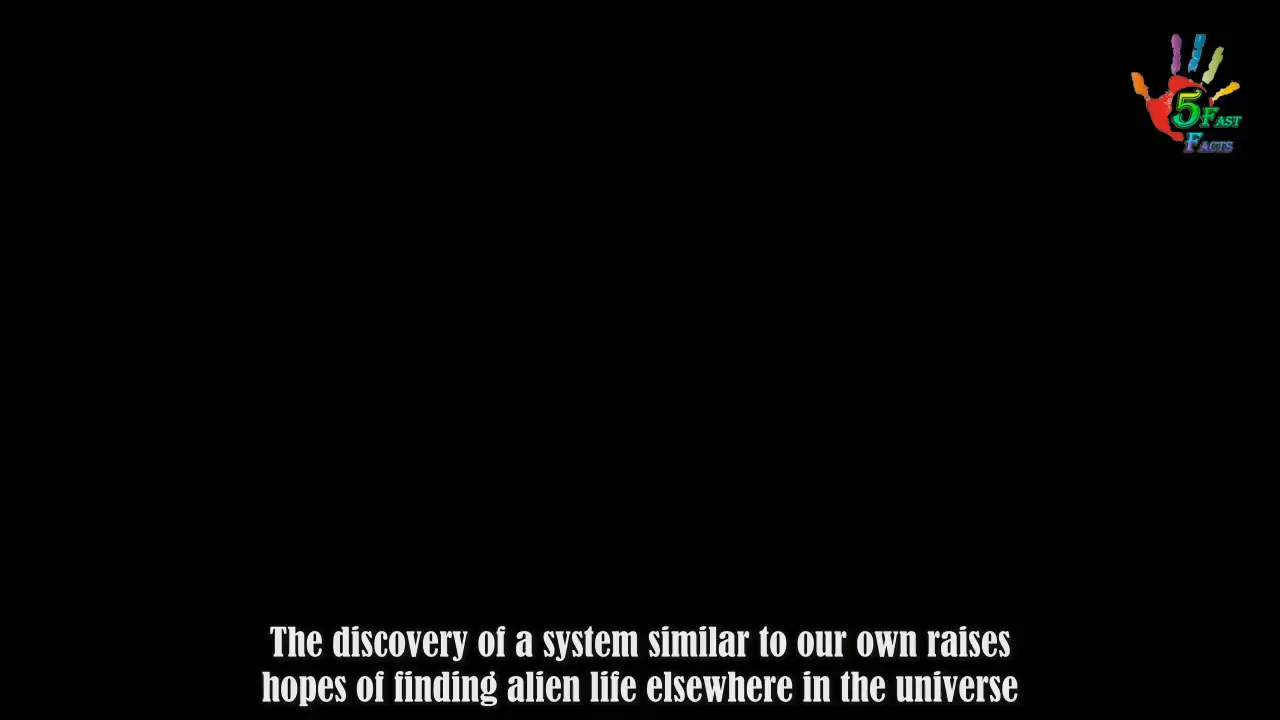 5 FAST
FACTS
The discovery of a system similar to our own raises
hopes of finding alien life elsewhere in the universe